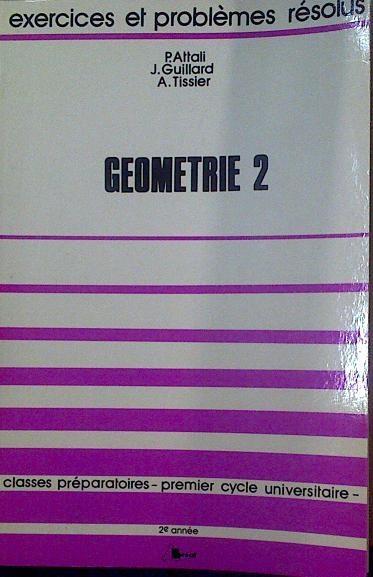 exercices et problèmes résolus
P.Attali
J.Guillard
A.Tissier
GEOMETRIE 2
classes préparatoires - premier cycle universitaire -
2e année